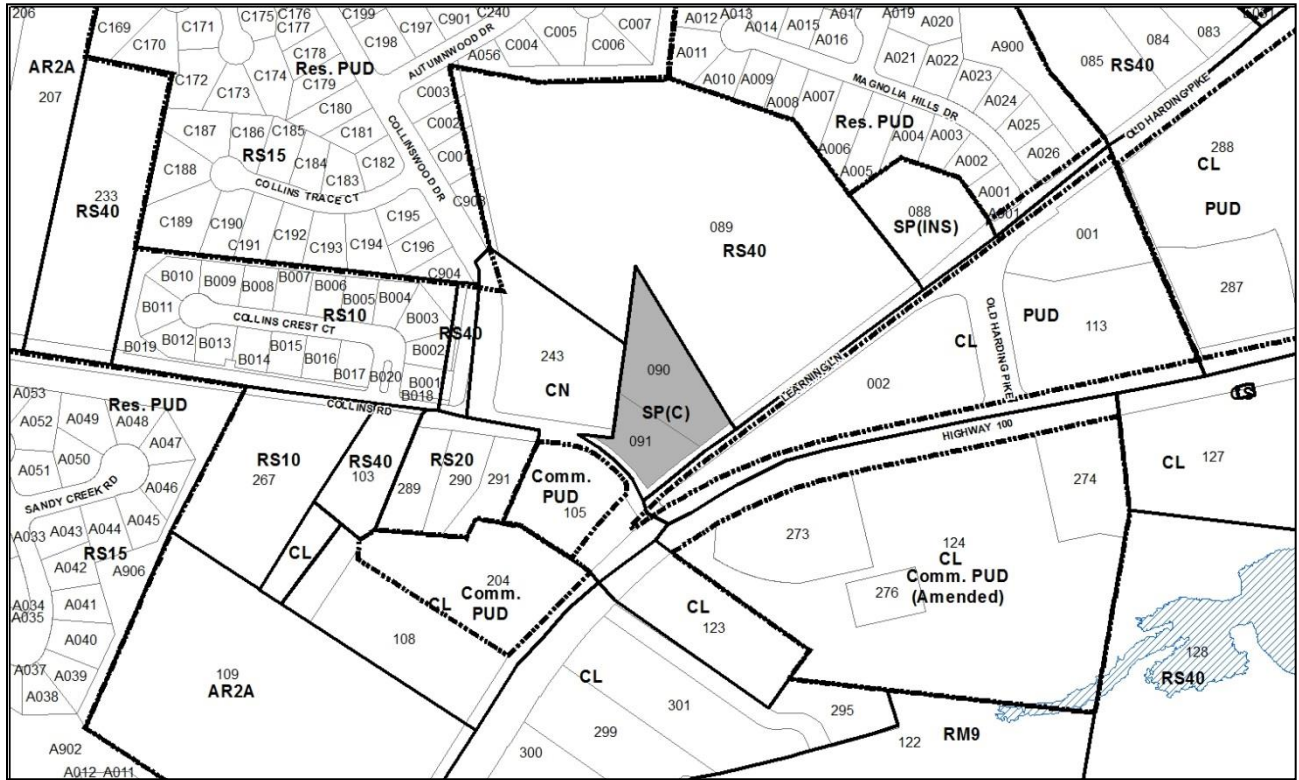 206
C169
C170
C171
C175
C176
C177
C199
C198
C197
C901
C240
C004
C005
C006
C007
A012
A013
A014
A015
A016
A017
A019
A020
A900
085
084
083
RS40
AR2A
207
C172
C173
C174
C178
C179
Res. PUD
AUTUMNWOOD DR
A056
A011
A010
A009
A008
A007
A021
A022
A023
A024
A025
A026
MAGNOLIA HILLS DR
OLD HARDING PIKE
C180
C181
C182
C183
C184
C185
C186
C187
C188
RS15
COLLINS TRACE CT
COLLINSWOOD DR
C003
C002
C001
C903
Res. PUD
A006
A005
A004
A003
A002
A001
A901
288
CL
PUD
233
RS40
C189
C190
C191
C192
C193
C194
C195
C196
C904
089
RS40
088
SP(INS)
001
287
B010
B009
B008
B007
B006
B005
B004
B003
B002
B001
B011
B012
B013
B014
B015
B016
B017
B018
B019
B020
RS10
COLLINS CREST CT
RS40
243
CN
090
SP(C)
091
LEARNING LN
002
CL
OLD HARDING PIKE
PUD
113
COLLINS RD
HIGHWAY 100
A053
A052
A051
A050
A049
A048
A047
A046
Res. PUD
SANDY CREEK RD
RS10
267
RS40
103
RS20
289
290
291
Comm.
PUD
105
274
CL
127
A033
A043
A044
A045
RS15
A042
A906
A041
A040
A034
A035
A037
A038
A039
CL
204
Comm.
CL
PUD
108
273
276
124
CL
Comm. PUD
(Amended)
CL
123
128
RS40
109
AR2A
CL
301
299
300
295
122
RM9
A902
A012
A011